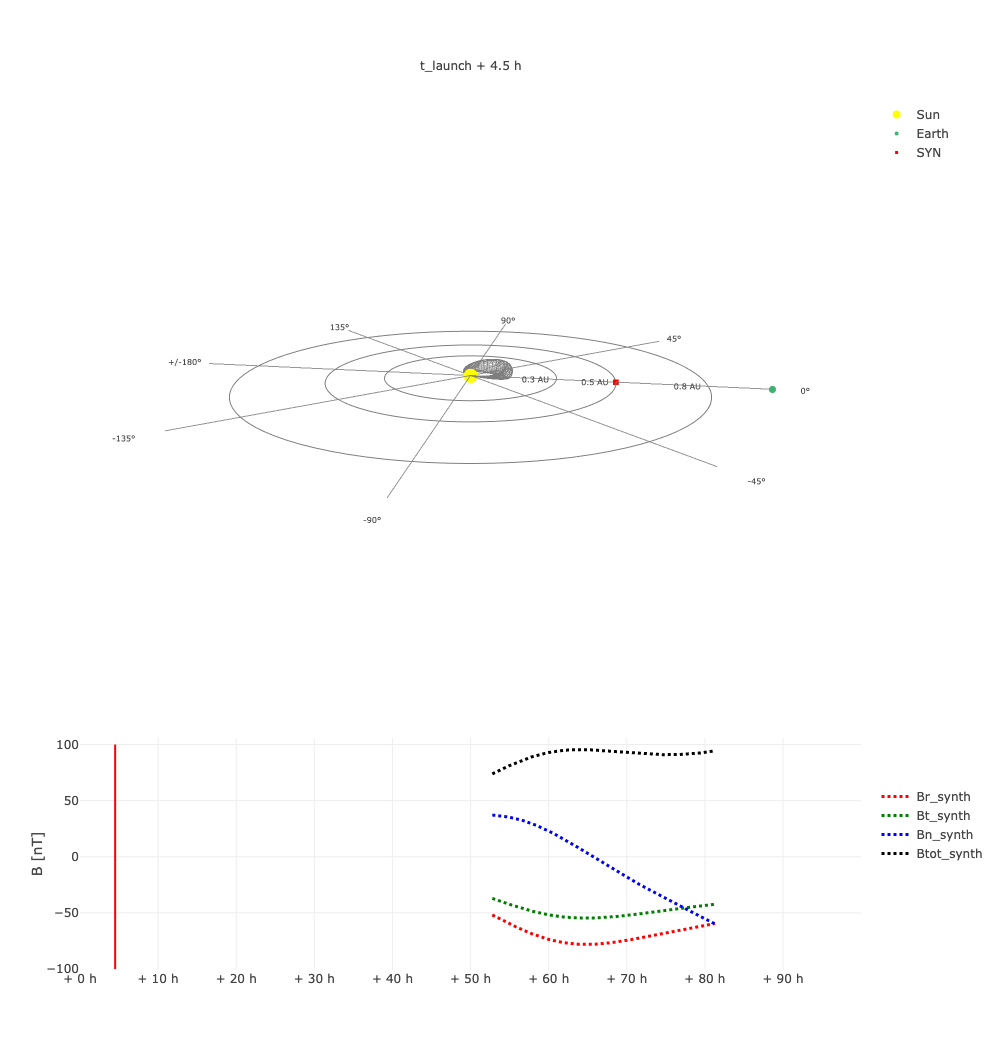 t_launch + 4.5 h
Sun
Earth
SYN
90°
135°
45°
+/-180°
0.3 AU
0.5 AU
0.8 AU
0°
-135°
-45°
-90°
100
50
0
−50
−100
B [nT]
+ 0 h
+ 10 h
+ 20 h
+ 30 h
+ 40 h
+ 50 h
+ 60 h
+ 70 h
+ 80 h
+ 90 h
Br_synth
Bt_synth
Bn_synth
Btot_synth